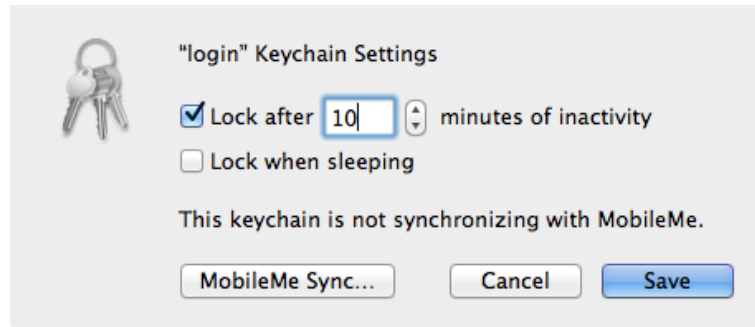 “login” Keychain Settings
Lock after 10 minutes of inactivity
Lock when sleeping
This keychain is not synchronizing with MobileMe.
MobileMe Sync... Cancel Save